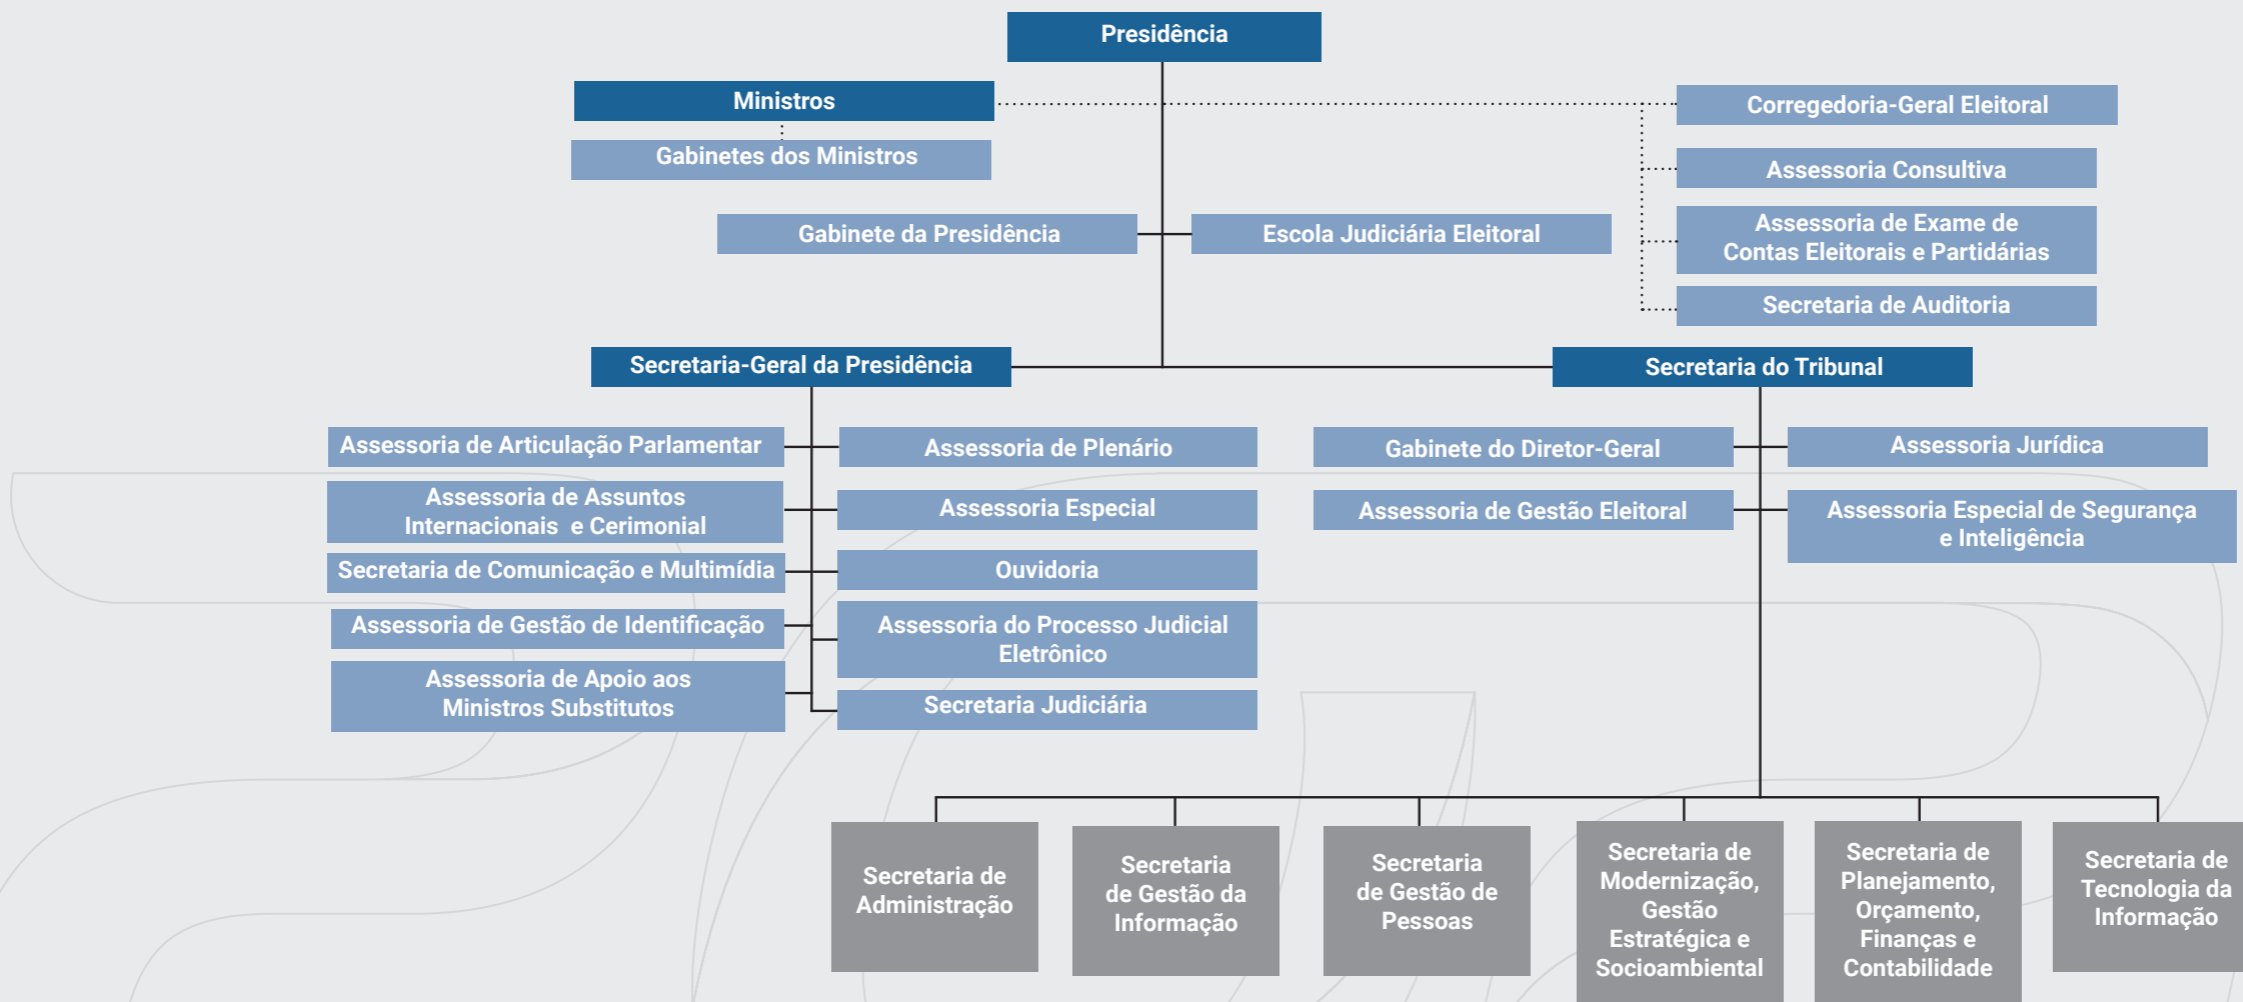 Presidência
Ministros
Corregedoria-Geral Eleitoral
Gabinetes dos Ministros
Assessoria Consultiva
Gabinete da Presidência
Escola Judiciária Eleitoral
Assessoria de Exame de
Contas Eleitorais e Partidárias
Secretaria de Auditoria
Secretaria-Geral da Presidência
Secretaria do Tribunal
Assessoria de Articulação Parlamentar
Assessoria de Plenário
Assessoria de Assuntos
Internacionais e Cerimonial
Assessoria Especial
Secretaria de Comunicação e Multimídia
Ouvidoria
Assessoria de Gestão de Identificação
Assessoria do Processo Judicial
Eletrônico
Assessoria de Apoio aos
Ministros Substitutos
Secretaria Judiciária
Gabinete do Diretor-Geral
Assessoria Jurídica
Assessoria de Gestão Eleitoral
Assessoria Especial de Segurança
e Inteligência
Secretaria de
Administração
Secretaria
de Gestão da
Informação
Secretaria
de Gestão de
Pessoas
Secretaria de
Modernização,
Gestão
Estratégica e
Socioambiental
Secretaria de
Planejamento,
Orçamento,
Finanças e
Contabilidade
Secretaria de
Tecnologia da
Informação